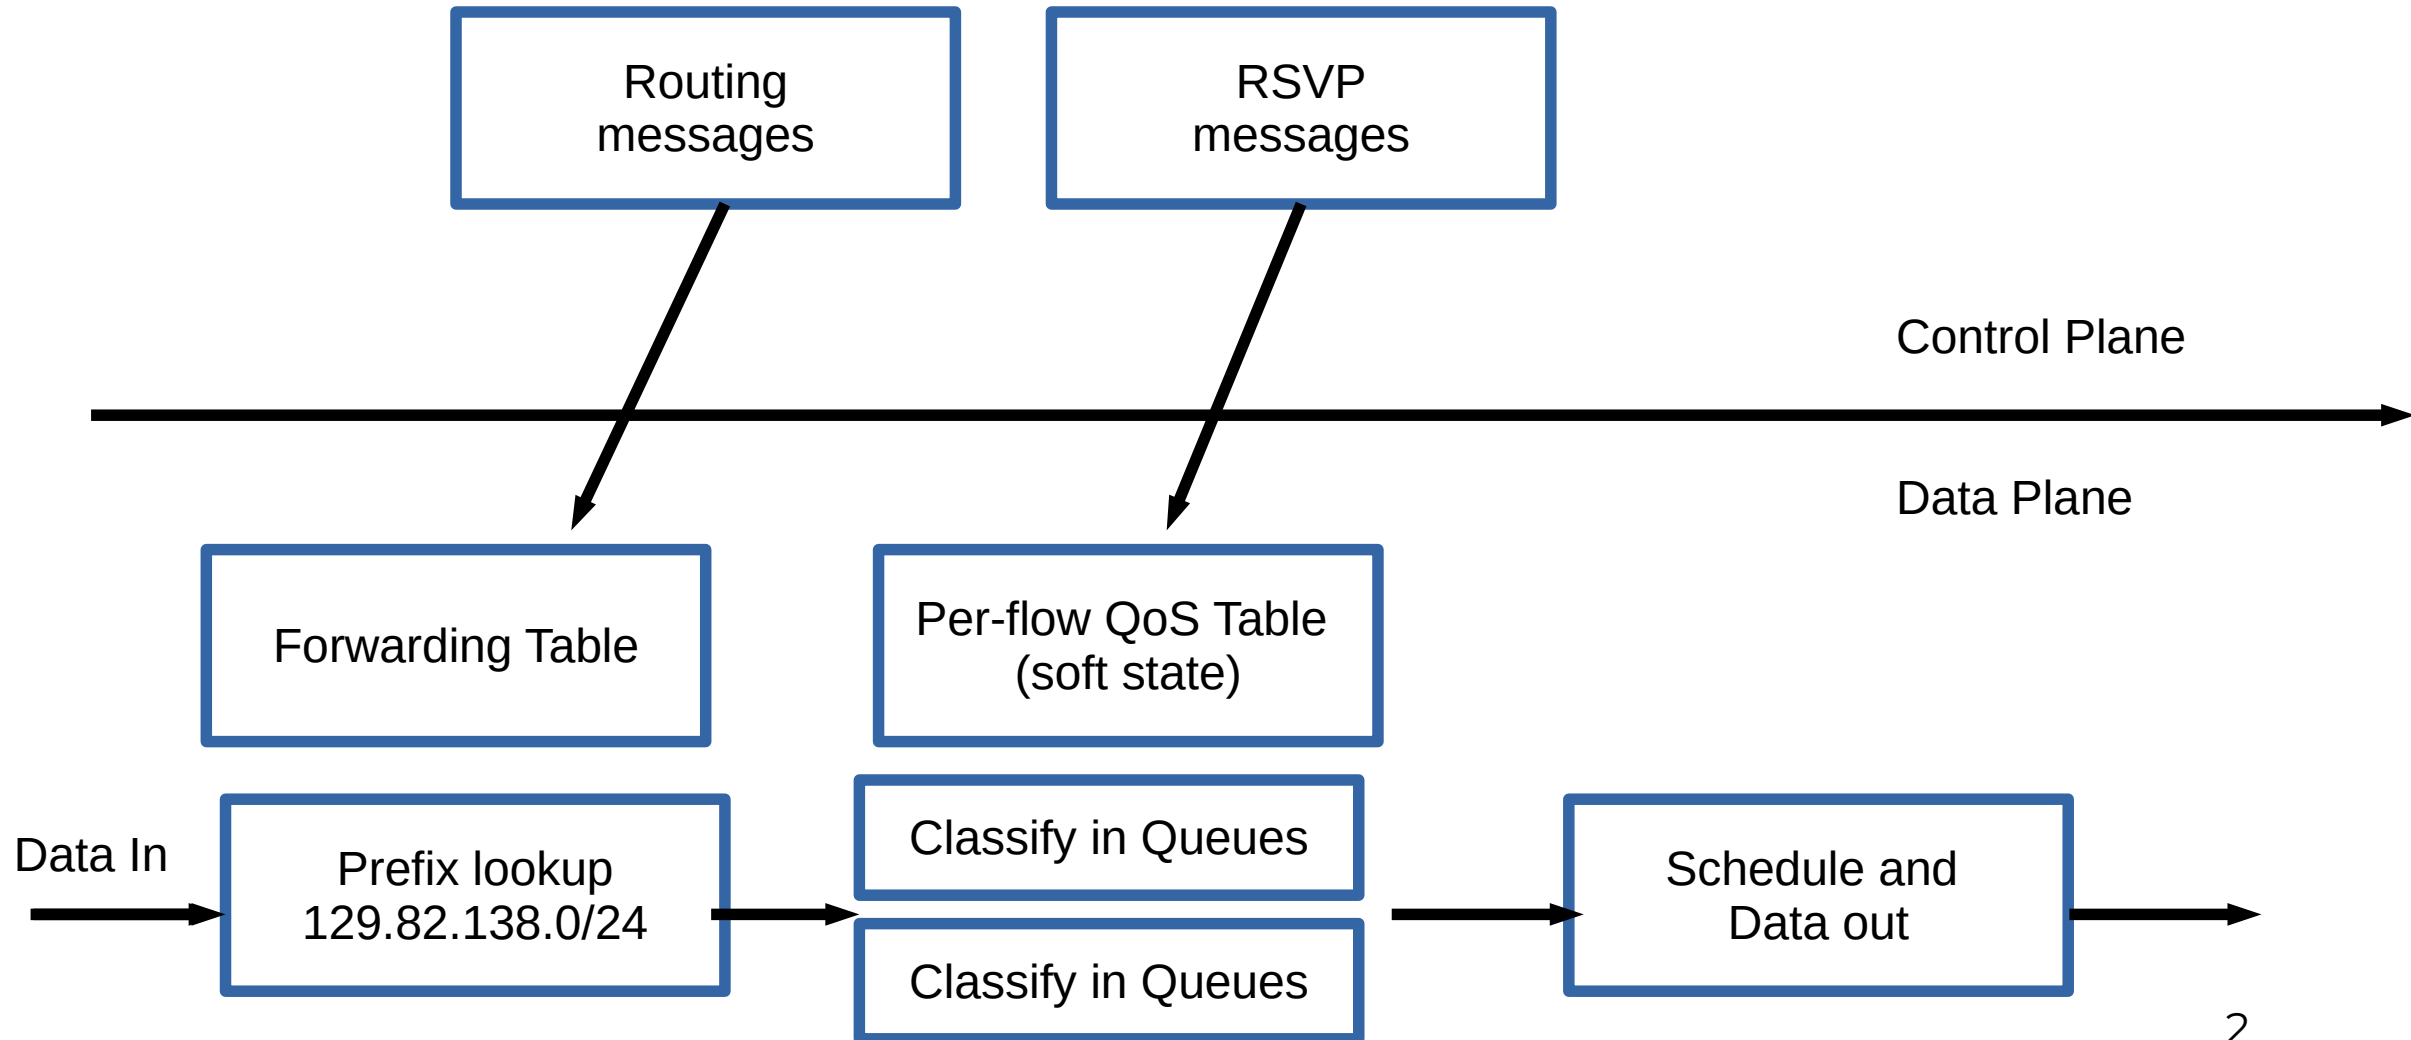 Routing
messages
RSVP
messages
Control Plane
Data Plane
Forwarding Table
Per-flow QoS Table
(soft state)
Data In
Prefix lookup
129.82.138.0/24
Classify in Queues
Classify in Queues
Schedule and
Data out
2